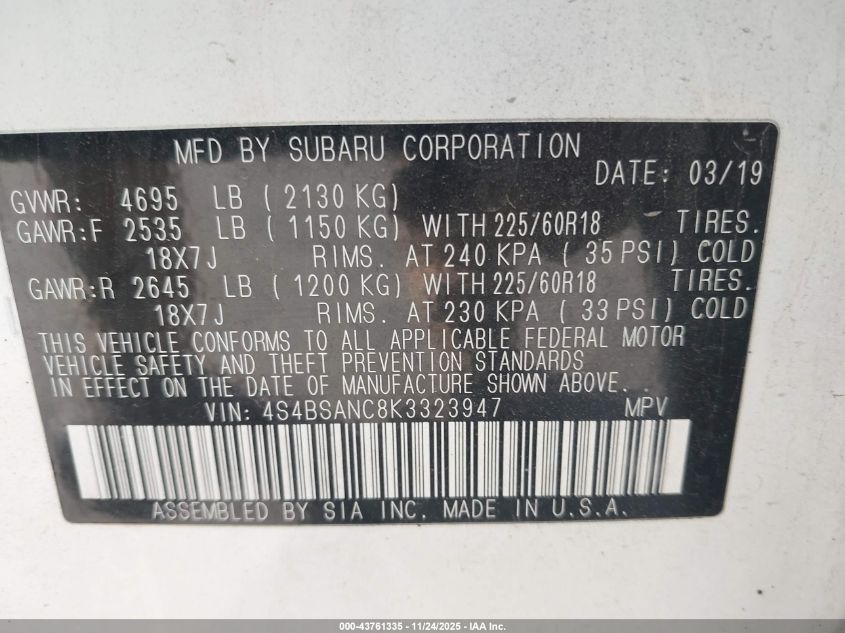 MFD BY SUBARU CORPORATION
DATE: 03/19
GVWR: 4695 LB ( 2130 KG)
GAWR:F 2535 LB ( 1150 KG) WITH 225/60R18 TIRES.
18X7J RIMS. AT 240 KPA ( 35 PSI) COLD
GAWR:R 2645 LB ( 1200 KG) WITH 225/60R18 TIRES.
18X7J RIMS. AT 230 KPA ( 33 PSI) COLD
THIS VEHICLE CONFORMS TO ALL APPLICABLE FEDERAL MOTOR
VEHICLE SAFETY AND THEFT PREVENTION STANDARDS
IN EFFECT ON THE DATE OF MANUFACTURE SHOWN ABOVE.
VIN: 4S4BSANC8K3323947 MPV
ASSEMBLED BY SIA INC. MADE IN U.S.A.
000-43761335 - 11/24/2025 - IAA Inc.